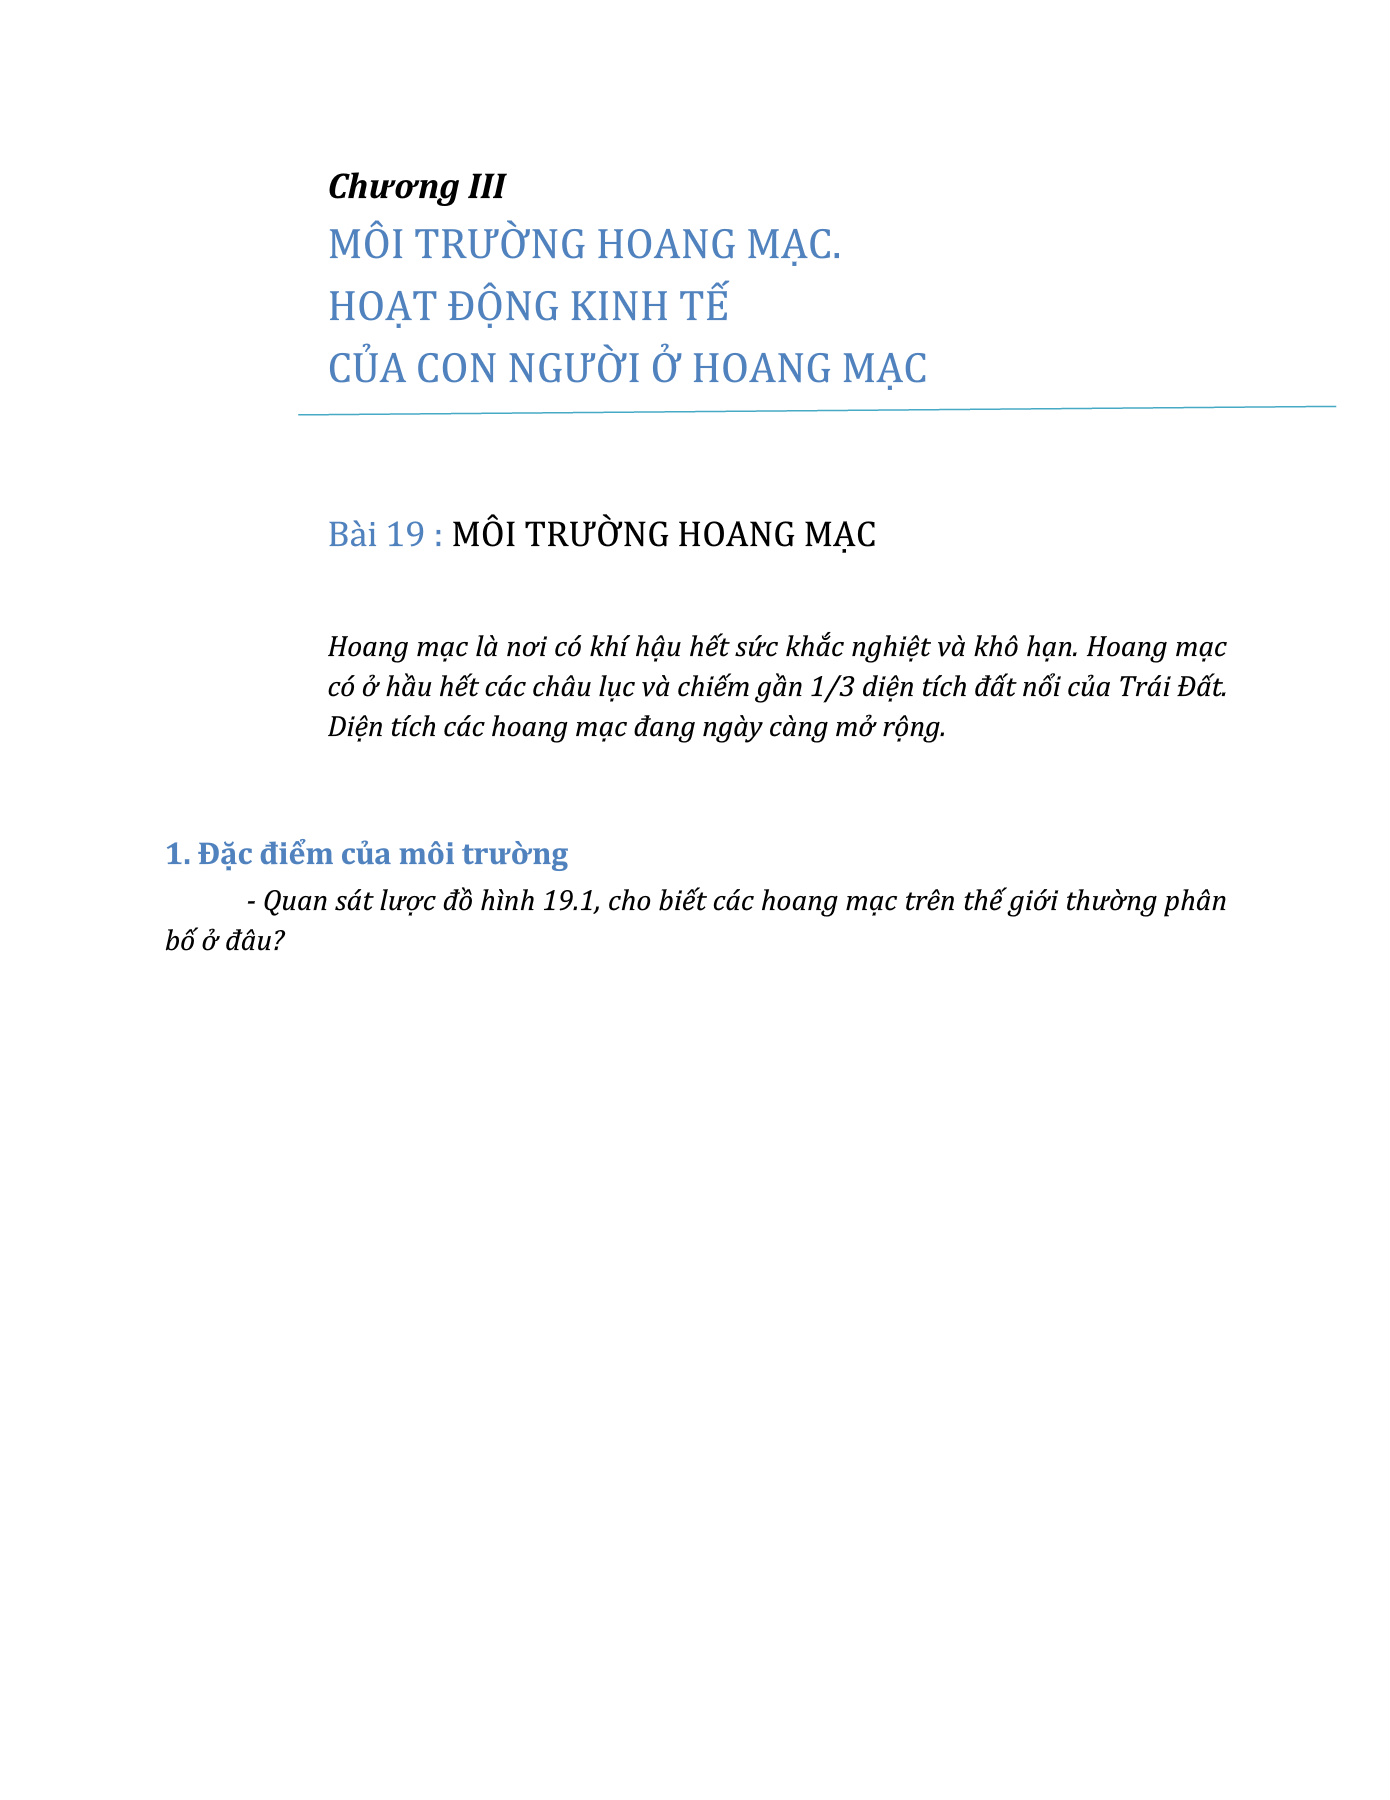 Chương III
MÔI TRƯỜNG HOANG MẠC.
HOẠT ĐỘNG KINH TẾ
CỦA CON NGƯỜI Ở HOANG MẠC
Bài 19 : MÔI TRƯỜNG HOANG MẠC
Hoang mạc là nơi có khí hậu hết sức khắc nghiệt và khô hạn. Hoang mạc
có ở hầu hết các châu lục và chiếm gần 1/3 diện tích đất nổi của Trái Đất.
Diện tích các hoang mạc đang ngày càng mở rộng.
1. Đặc điểm của môi trường
- Quan sát lược đồ hình 19.1, cho biết các hoang mạc trên thế giới thường phân
bố ở đâu?